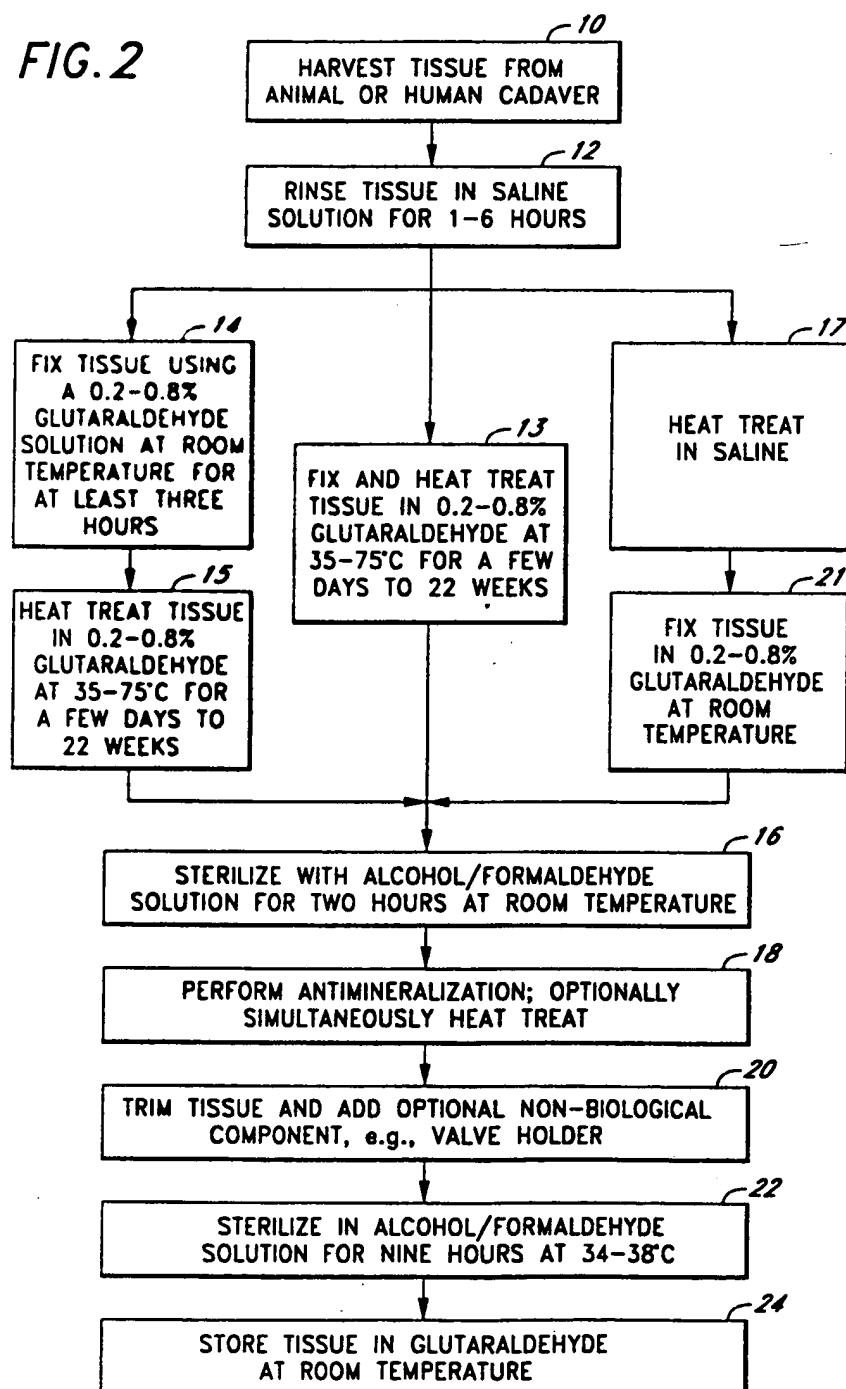 FIG. 2
10
HARVEST TISSUE FROM
ANIMAL OR HUMAN CADAVER
12
RINSE TISSUE IN SALINE
SOLUTION FOR 1-6 HOURS
14
FIX TISSUE USING
A 0.2-0.8%
GLUTARALDEHYDE
SOLUTION AT ROOM
TEMPERATURE FOR
AT LEAST THREE
HOURS
15
HEAT TREAT TISSUE
IN 0.2-0.8%
GLUTARALDEHYDE
AT 35-75°C FOR
A FEW DAYS TO
22 WEEKS
13
FIX AND HEAT TREAT
TISSUE IN 0.2-0.8%
GLUTARALDEHYDE AT
35-75°C FOR A FEW
DAYS TO 22 WEEKS
17
HEAT TREAT
IN SALINE
21
FIX TISSUE
IN 0.2-0.8%
GLUTARALDEHYDE
AT ROOM
TEMPERATURE
16
STERILIZE WITH ALCOHOL/FORMALDEHYDE
SOLUTION FOR TWO HOURS AT ROOM TEMPERATURE
18
PERFORM ANTIMINERALIZATION; OPTIONALLY
SIMULTANEOUSLY HEAT TREAT
20
TRIM TISSUE AND ADD OPTIONAL NON-BIOLOGICAL
COMPONENT, e.g., VALVE HOLDER
22
STERILIZE IN ALCOHOL/FORMALDEHYDE
SOLUTION FOR NINE HOURS AT 34-38°C
24
STORE TISSUE IN GLUTARALDEHYDE
AT ROOM TEMPERATURE